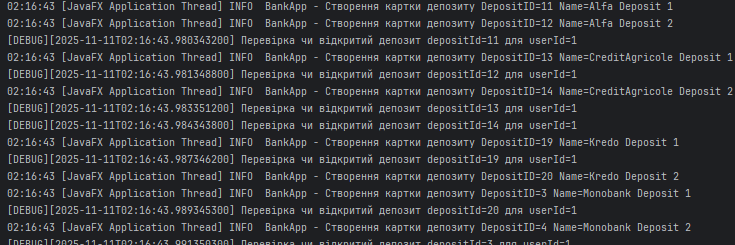 02:16:43 [JavaFX Application Thread] INFO  BankApp - Створення картки депозиту DepositID=11 Name=Alfa Deposit 1
02:16:43 [JavaFX Application Thread] INFO  BankApp - Створення картки депозиту DepositID=12 Name=Alfa Deposit 2
[DEBUG][2025-11-11T02:16:43.980343200] Перевірка чи відкритий депозит depositId=11 для userId=1
02:16:43 [JavaFX Application Thread] INFO  BankApp - Створення картки депозиту DepositID=13 Name=CreditAgricole Deposit 1
[DEBUG][2025-11-11T02:16:43.981348800] Перевірка чи відкритий депозит depositId=12 для userId=1
02:16:43 [JavaFX Application Thread] INFO  BankApp - Створення картки депозиту DepositID=14 Name=CreditAgricole Deposit 2
[DEBUG][2025-11-11T02:16:43.983351200] Перевірка чи відкритий депозит depositId=13 для userId=1
[DEBUG][2025-11-11T02:16:43.984343800] Перевірка чи відкритий депозит depositId=14 для userId=1
02:16:43 [JavaFX Application Thread] INFO  BankApp - Створення картки депозиту DepositID=19 Name=Kredo Deposit 1
[DEBUG][2025-11-11T02:16:43.987346200] Перевірка чи відкритий депозит depositId=19 для userId=1
02:16:43 [JavaFX Application Thread] INFO  BankApp - Створення картки депозиту DepositID=20 Name=Kredo Deposit 2
02:16:43 [JavaFX Application Thread] INFO  BankApp - Створення картки депозиту DepositID=3 Name=Monobank Deposit 1
[DEBUG][2025-11-11T02:16:43.989345300] Перевірка чи відкритий депозит depositId=20 для userId=1
02:16:43 [JavaFX Application Thread] INFO  BankApp - Створення картки депозиту DepositID=4 Name=Monobank Deposit 2
[DEBUG][2025-11-11T02:16:43.991350300] Перевірка чи відкритий депозит depositId=3 для userId=1